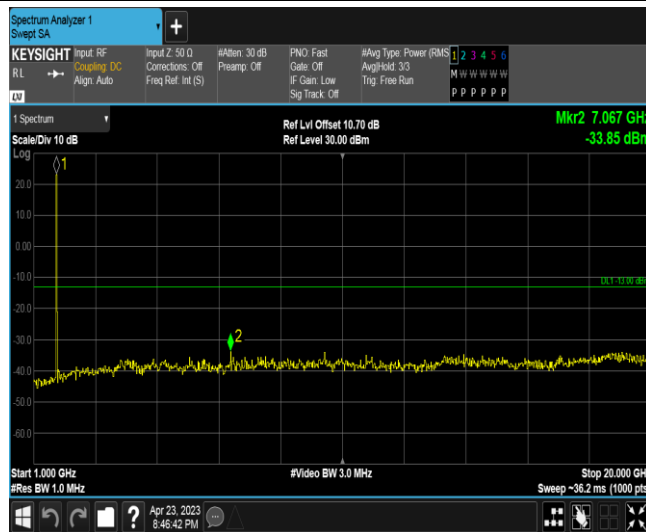 Spectrum Analyzer 1
Swept SA
KEYSIGHT
RL
LXI
Input: RF
Coupling: DC
Align: Auto
Input Z: 50 Ω
Corrections: Off
Freq Ref: Int (S)
#Atten: 30 dB
Preamp: Off
PNO: Fast
Gate: Off
IF Gain: Low
Sig Track: Off
#Avg Type: Power (RMS
Avg|Hold: 3/3
Trig: Free Run
1 2 3 4 5 6
M W W W W W
P P P P P P
1 Spectrum
Scale/Div 10 dB
Ref Lvl Offset 10.70 dB
Ref Level 30.00 dBm
Mkr2 7.067 GHz
-33.85 dBm
Log
1
20.0
10.0
0.00
-10.0
DL1 -13.00 dBm
-20.0
-30.0
2
-40.0
-50.0
-60.0
Start 1.000 GHz
#Video BW 3.0 MHz
Stop 20.000 GHz
#Res BW 1.0 MHz
Sweep ~36.2 ms (1000 pts
?
Apr 23, 2023
8:46:42 PM